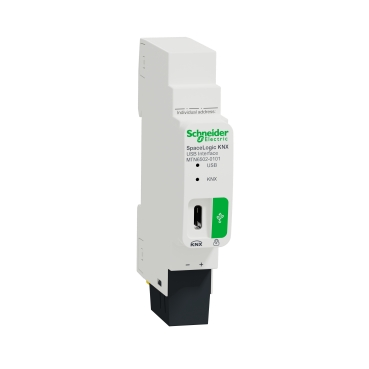 Individual address:
Schneider
Electric
SpaceLogic KNX
USB Interface
MTN6502-0101
USB
KNX
KNX
− +